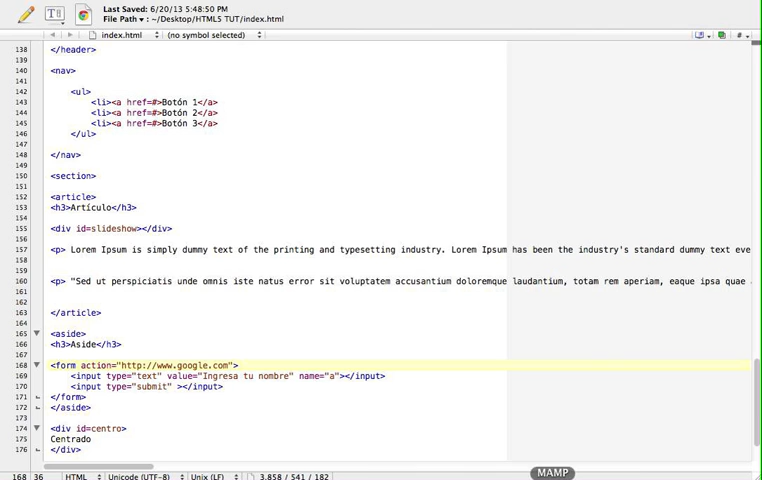 Last Saved: 6/20/13 5:48:50 PM
File Path ▾ : ~/Desktop/HTML5 TUT/index.html
index.html (no symbol selected)
138 </header>
139
140 <nav>
141
142 <ul>
143 <li><a href=#>Botón 1</a>
144 <li><a href=#>Botón 2</a>
145 <li><a href=#>Botón 3</a>
146 </ul>
147
148 </nav>
149
150 <section>
151
152 <article>
153 <h3>Artículo</h3>
154
155 <div id=slideshow></div>
156
157 <p> Lorem Ipsum is simply dummy text of the printing and typesetting industry. Lorem Ipsum has been the industry's standard dummy text eve
158
159
160 <p> "Sed ut perspiciatis unde omnis iste natus error sit voluptatem accusantium doloremque laudantium, totam rem aperiam, eaque ipsa quae
161
162
163 </article>
164
165 <aside>
166 <h3>Aside</h3>
167
168 <form action="http://www.google.com">
169 <input type="text" value="Ingresa tu nombre" name="a"></input>
170 <input type="submit" ></input>
171 </form>
172 </aside>
173
174 <div id=centro>
175 Centrado
176 </div>
168 36 HTML Unicode (UTF-8) Unix (LF) 3,858 / 541 / 182
MAMP